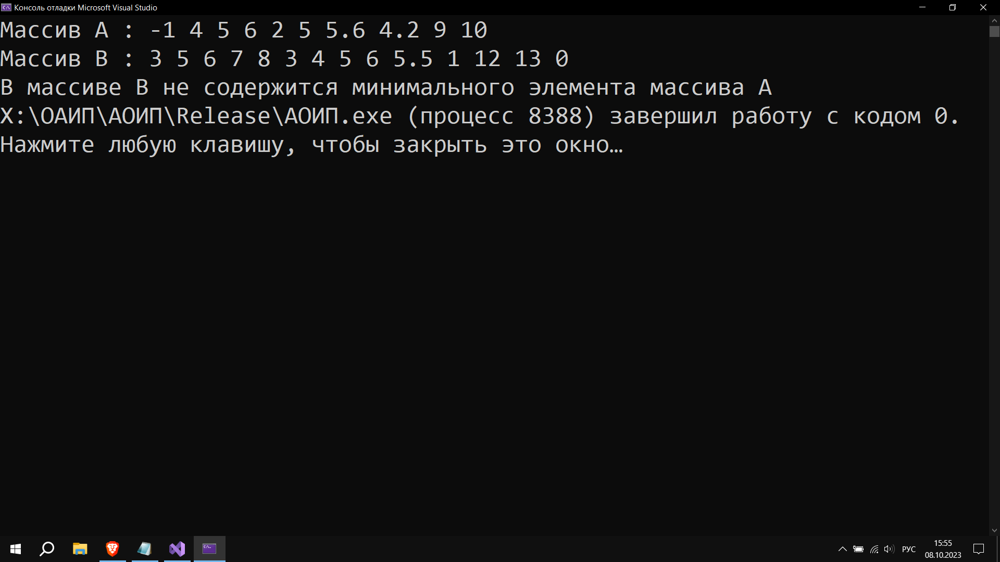 Консоль отладки Microsoft Visual Studio
Массив A : -1 4 5 6 2 5 5.6 4.2 9 10
Массив B : 3 5 6 7 8 3 4 5 6 5.5 1 12 13 0
В массиве B не содержится минимального элемента массива A
X:\ОАИП\АОИП\Release\АОИП.exe (процесс 8388) завершил работу с кодом 0.
Нажмите любую клавишу, чтобы закрыть это окно…
РУС
15:55
08.10.2023